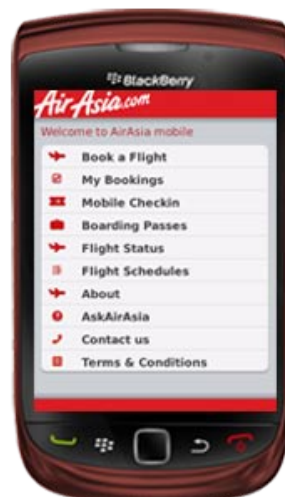 BlackBerry
AirAsia.com
Welcome to AirAsia mobile
Book a Flight
My Bookings
Mobile Checkin
Boarding Passes
Flight Status
Flight Schedules
About
AskAirAsia
Contact us
Terms & Conditions